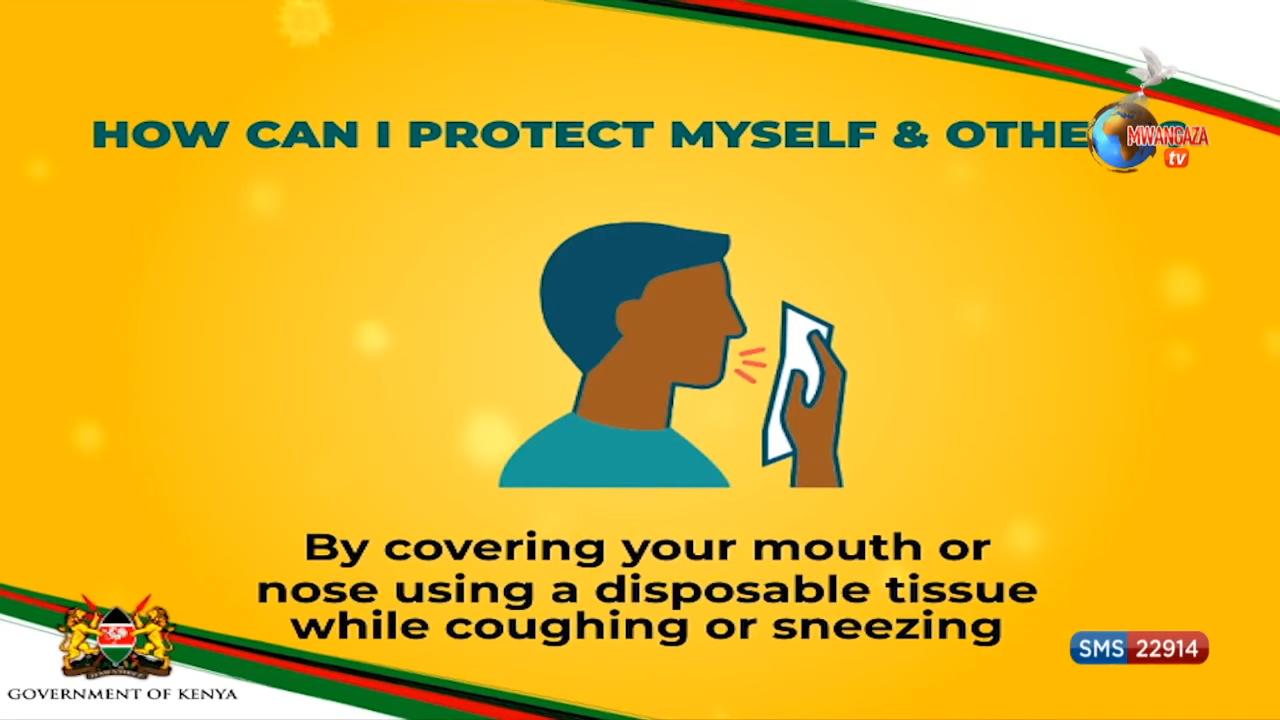 HOW CAN I PROTECT MYSELF & OTHE
MWANGAZA
tv
By covering your mouth or
nose using a disposable tissue
while coughing or sneezing
SMS 22914
GOVERNMENT OF KENYA